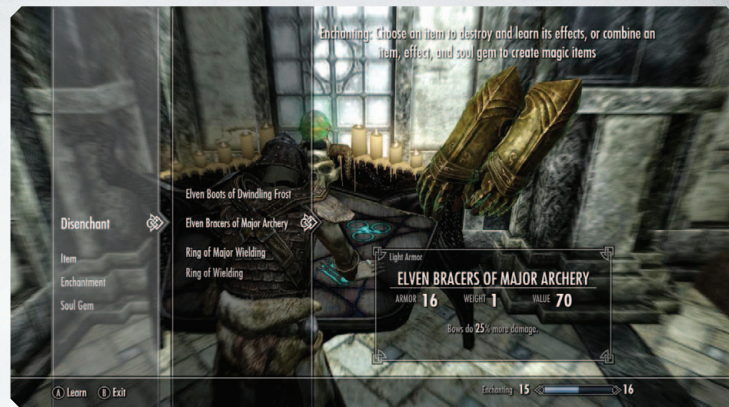 Enchanting: Choose an item to destroy and learn its effects, or combine an
item, effect, and soul gem to create magic items
Disenchant
Item
Enchantment
Soul Gem
Elven Boots of Dwindling Frost
Elven Bracers of Major Archery
Ring of Major Wielding
Ring of Wielding
Light Armor
ELVEN BRACERS OF MAJOR ARCHERY
ARMOR 16 WEIGHT 1 VALUE 70
Bows do 25% more damage.
A Learn B Exit
Enchanting 15 16